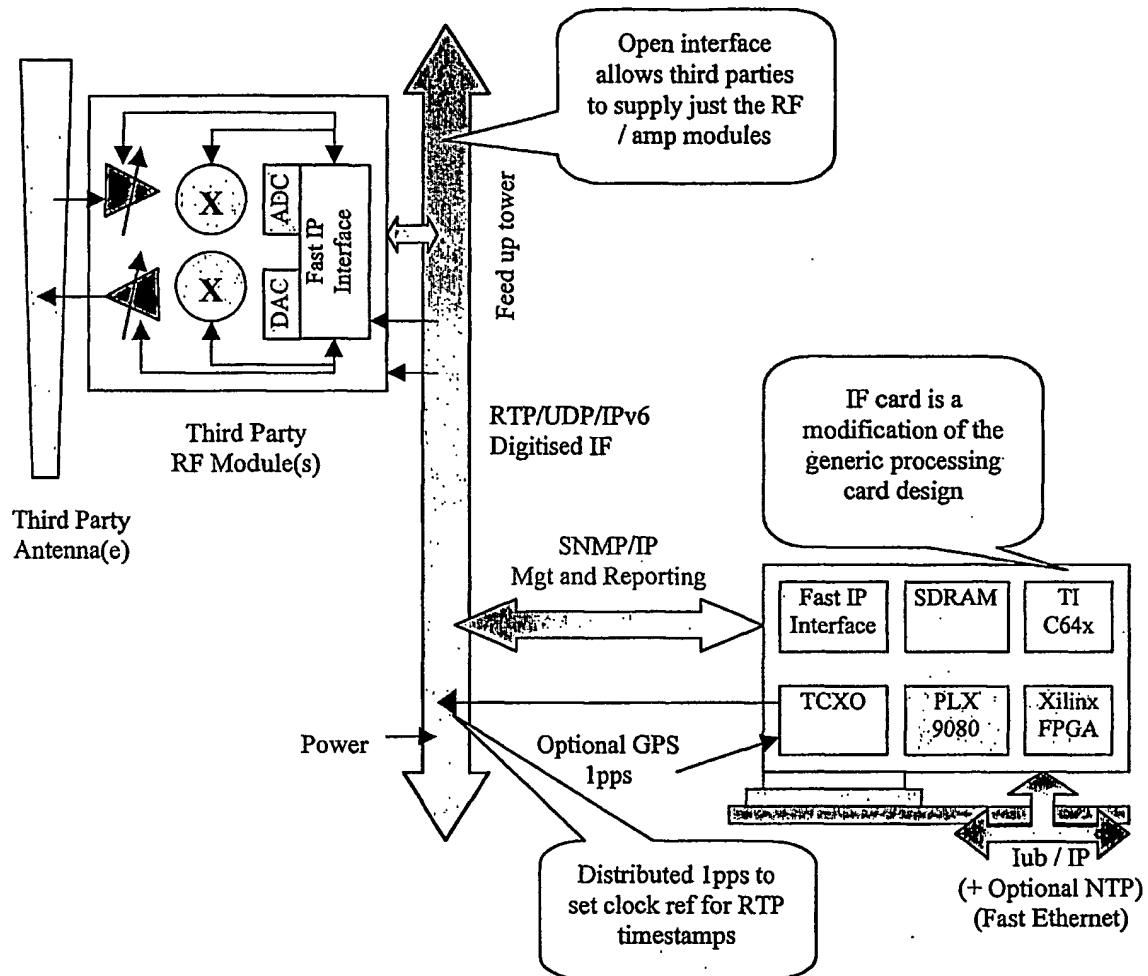 Open interface
allows third parties
to supply just the RF
/ amp modules
X
X
ADC
DAC
Fast IP
Interface
Feed up tower
Third Party
RF Module(s)
Third Party
Antenna(e)
RTP/UDP/IPv6
Digitised IF
IF card is a
modification of the
generic processing
card design
SNMP/IP
Mgt and Reporting
Fast IP
Interface
SDRAM
TI
C64x
TCXO
PLX
9080
Xilinx
FPGA
Power
Optional GPS
1pps
Distributed 1pps to
set clock ref for RTP
timestamps
Iub / IP
(+ Optional NTP)
(Fast Ethernet)